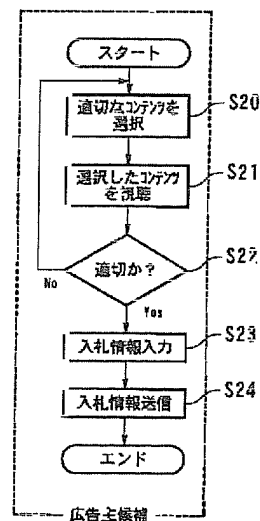 スタート
適切なコンテンツを
選択
S20
選択したコンテンツ
を視聴
S21
適切か?
S22
No
Yes
入札情報入力
S23
入札情報送信
S24
エンド
広告主候補